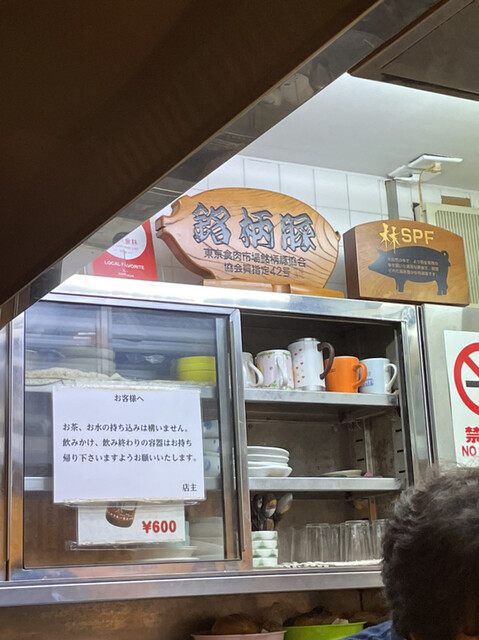 銘柄豚
東京食肉市場銘柄豚協会
協会員指定42号
林SPF
LOCAL FAVORITE
お客様へ
お茶、お水の持ち込みは構いません。
飲みかけ、飲み終わりの容器はお持ち
帰り下さいますようお願いいたします。
店主
¥600
禁
NO